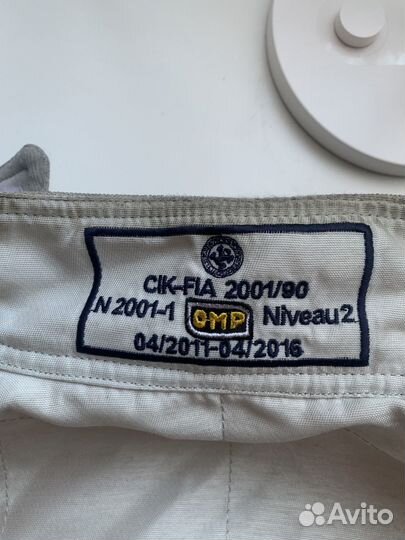 CIK-FIA 2001/90
N 2001-1 OMP Niveau 2
04/2011-04/2016
Avito